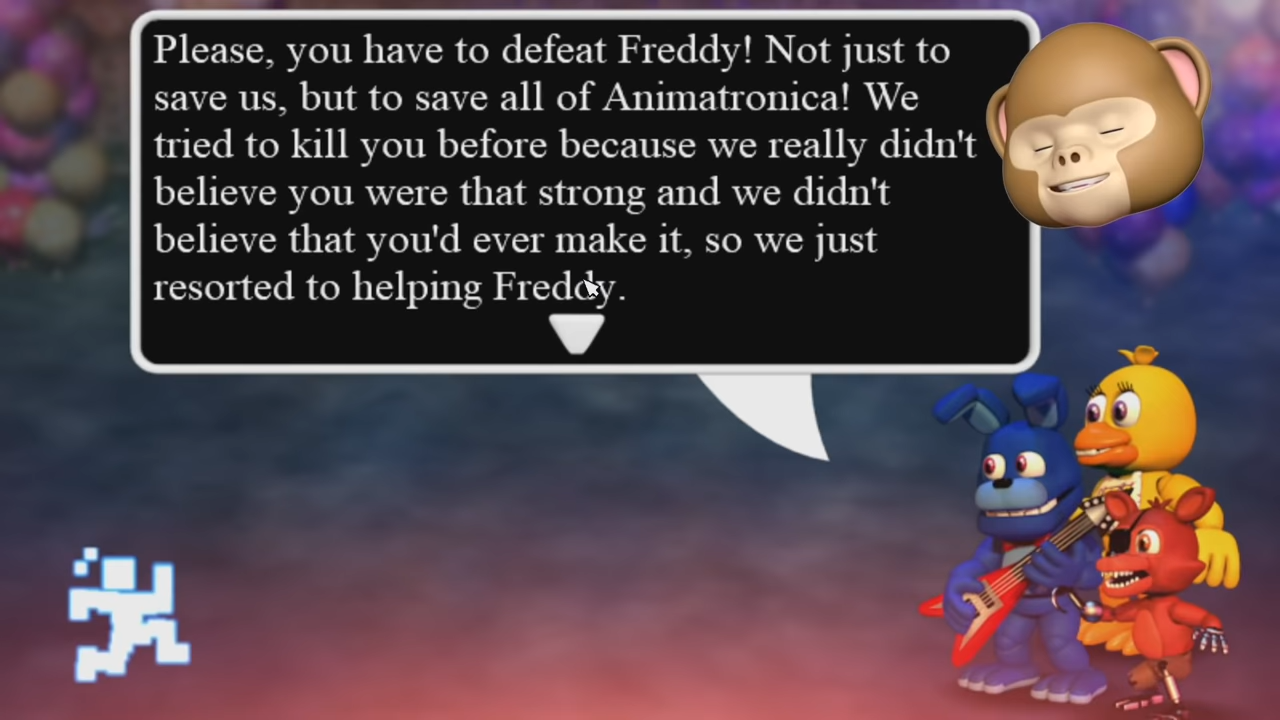 Please, you have to defeat Freddy! Not just to
save us, but to save all of Animatronica! We
tried to kill you before because we really didn't
believe you were that strong and we didn't
believe that you'd ever make it, so we just
resorted to helping Freddy.